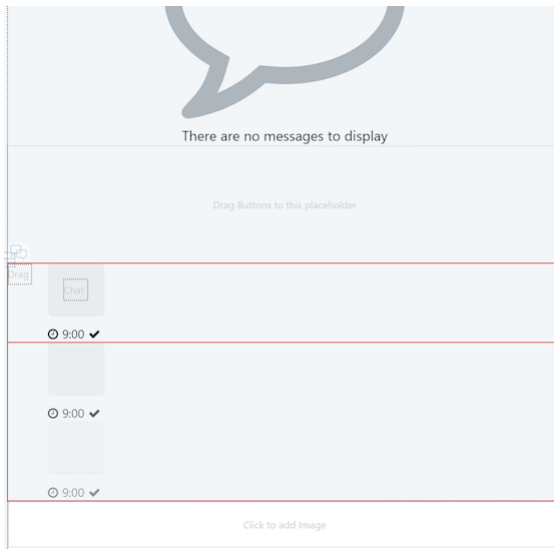 There are no messages to display
Drag Buttons to this placeholder
Drag
Chat
9:00
9:00
9:00
Click to add Image